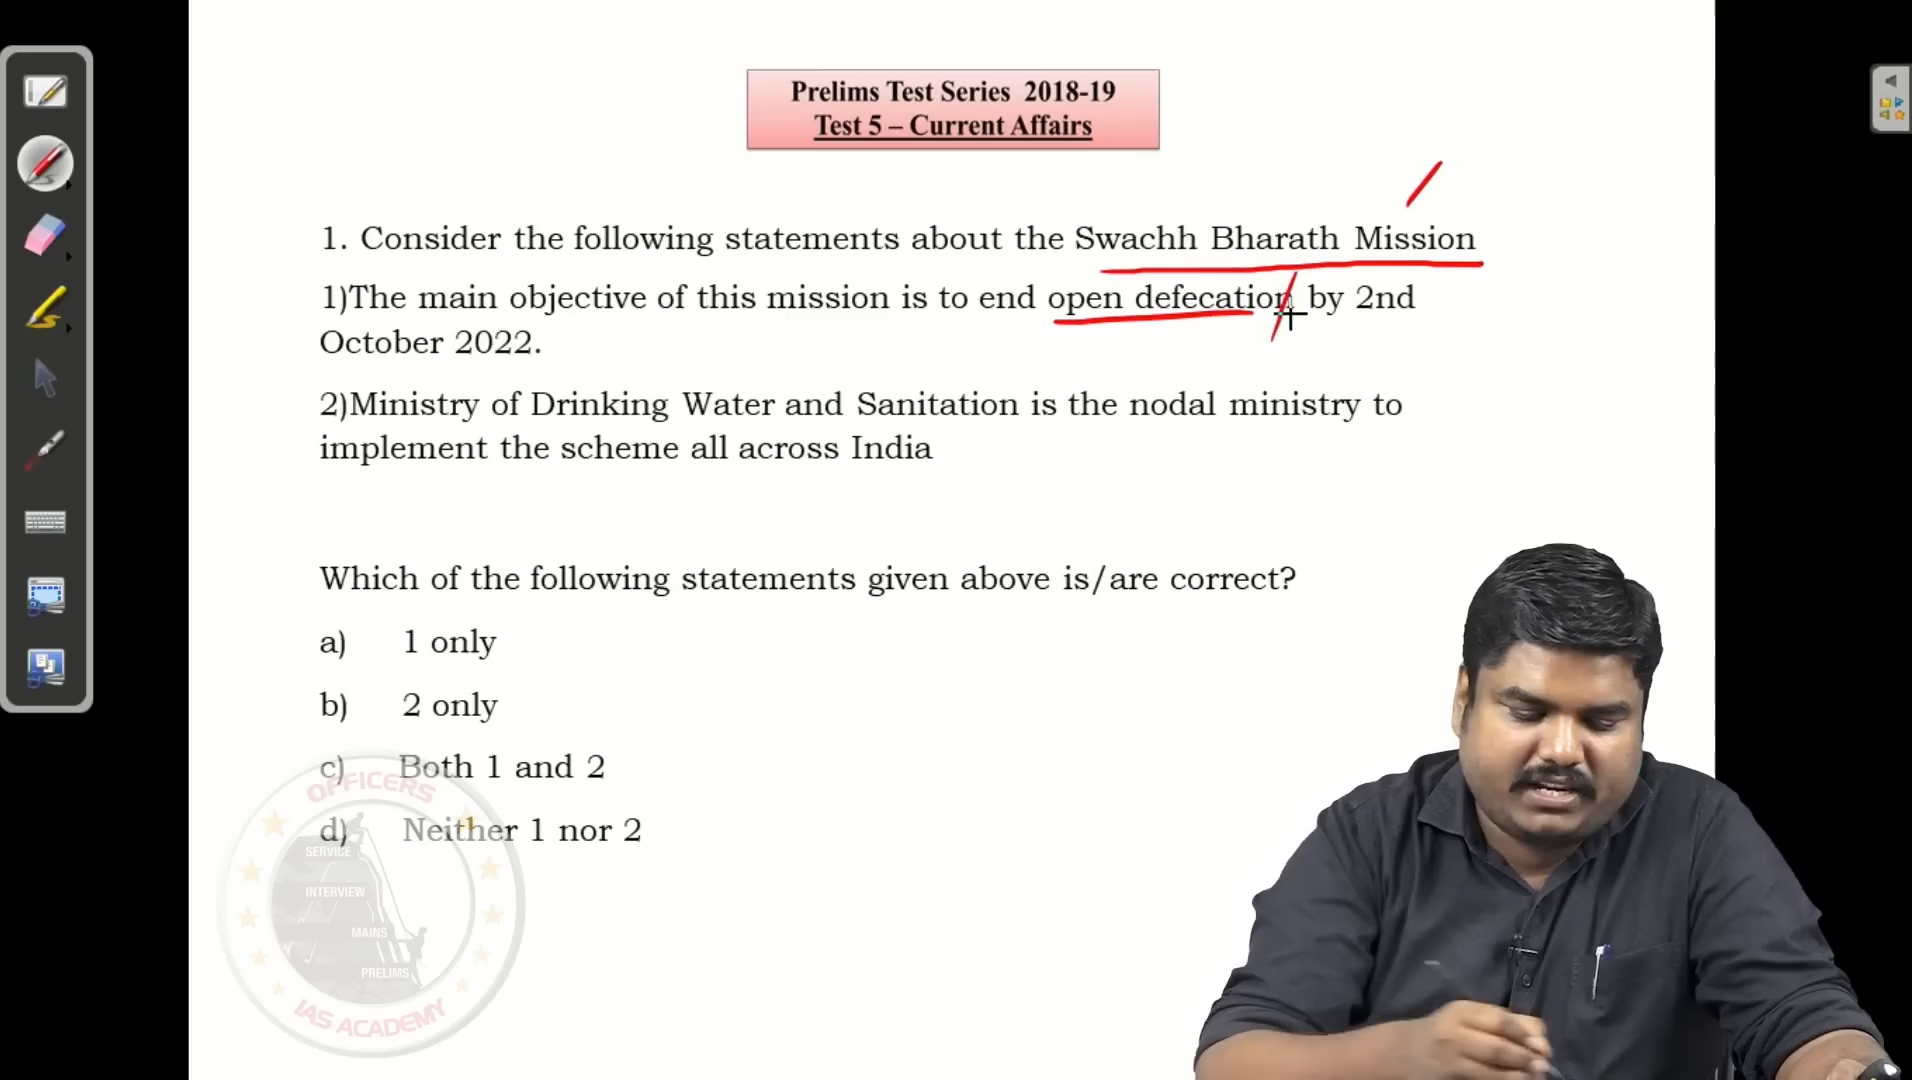 Prelims Test Series 2018-19
Test 5 – Current Affairs
1. Consider the following statements about the Swachh Bharath Mission
1)The main objective of this mission is to end open defecation by 2nd
October 2022.
2)Ministry of Drinking Water and Sanitation is the nodal ministry to
implement the scheme all across India
Which of the following statements given above is/are correct?
a) 1 only
b) 2 only
c) Both 1 and 2
d) Neither 1 nor 2
OFFICERS
SERVICE
INTERVIEW
MAINS
PRELIMS
IAS ACADEMY